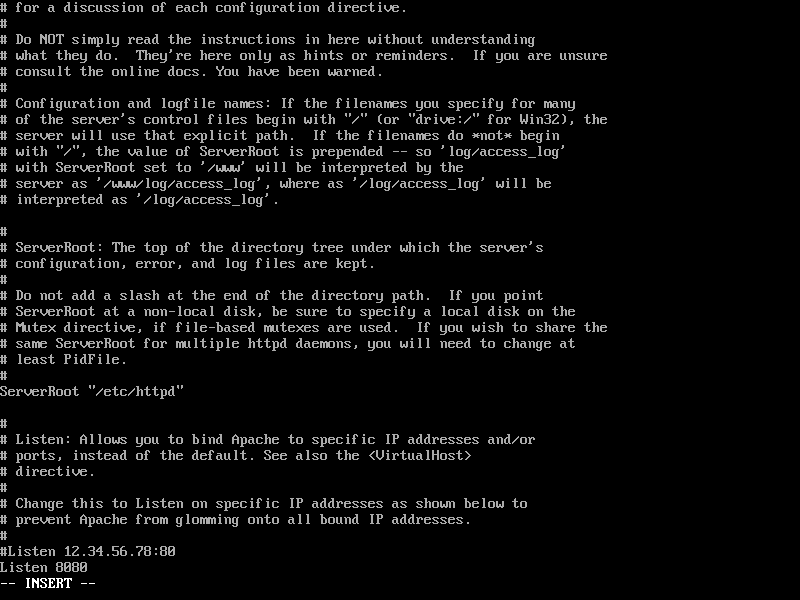 # for a discussion of each configuration directive.
#
# Do NOT simply read the instructions in here without understanding
# what they do.  They're here only as hints or reminders.  If you are unsure
# consult the online docs. You have been warned.
#
# Configuration and logfile names: If the filenames you specify for many
# of the server's control files begin with "/" (or "drive:/" for Win32), the
# server will use that explicit path.  If the filenames do *not* begin
# with "/", the value of ServerRoot is prepended -- so 'log/access_log'
# with ServerRoot set to '/www' will be interpreted by the
# server as '/www/log/access_log', where as '/log/access_log' will be
# interpreted as '/log/access_log'.

#
# ServerRoot: The top of the directory tree under which the server's
# configuration, error, and log files are kept.
#
# Do not add a slash at the end of the directory path.  If you point
# ServerRoot at a non-local disk, be sure to specify a local disk on the
# Mutex directive, if file-based mutexes are used.  If you wish to share the
# same ServerRoot for multiple httpd daemons, you will need to change at
# least PidFile.
#
ServerRoot "/etc/httpd"

#
# Listen: Allows you to bind Apache to specific IP addresses and/or
# ports, instead of the default. See also the <VirtualHost>
# directive.
#
# Change this to Listen on specific IP addresses as shown below to
# prevent Apache from glomming onto all bound IP addresses.
#
#Listen 12.34.56.78:80
Listen 8080
-- INSERT --